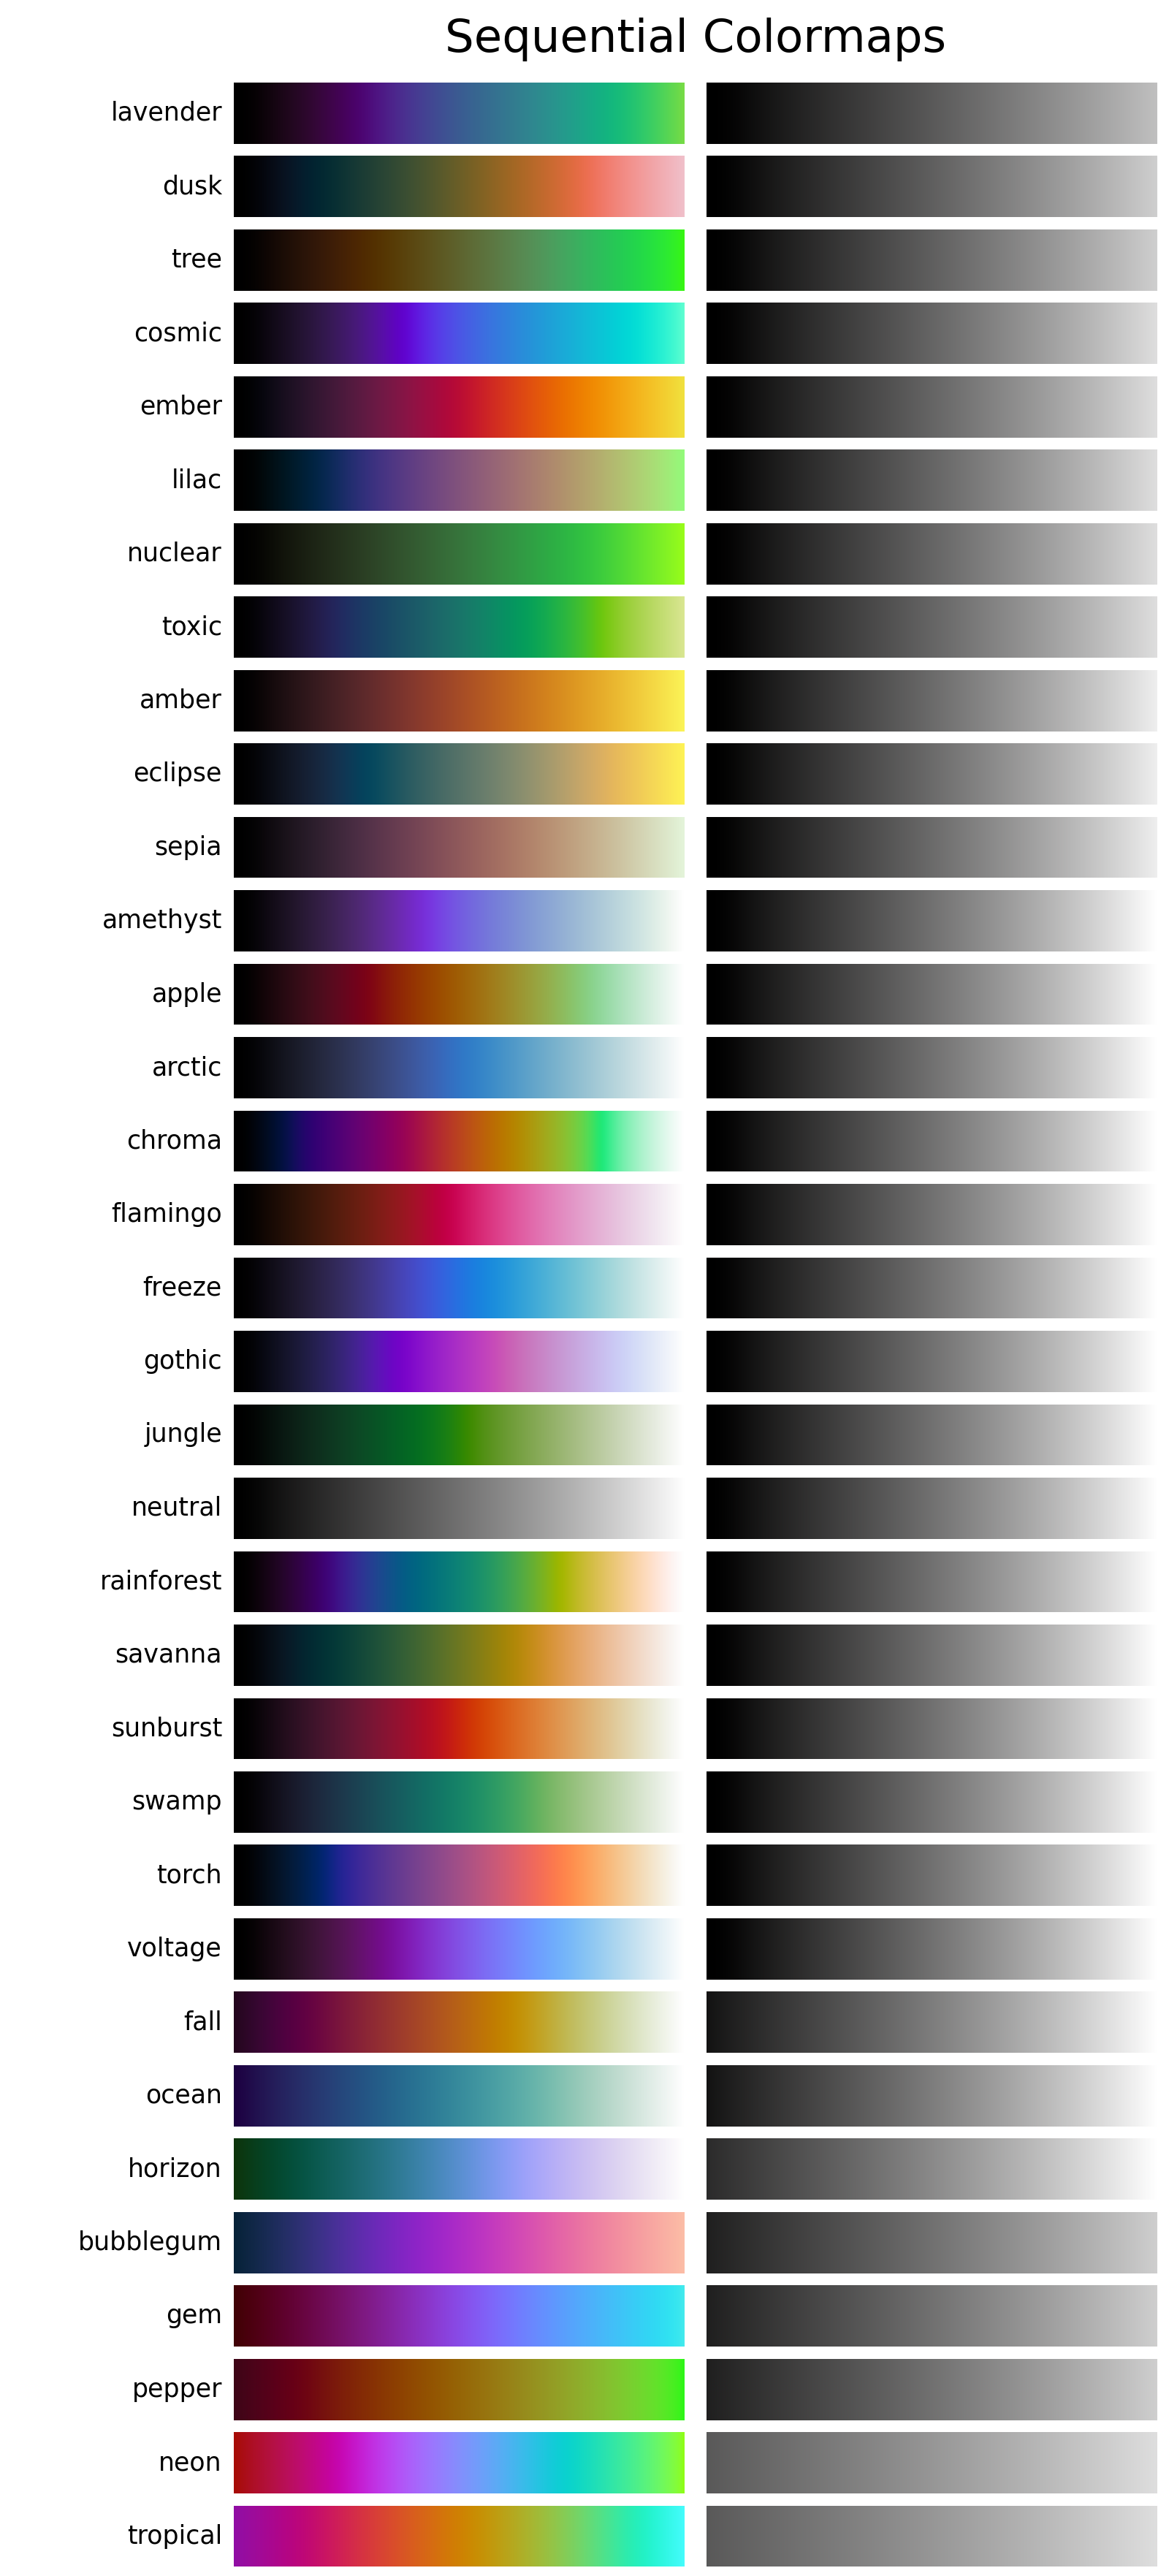 Sequential Colormaps
lavender
dusk
tree
cosmic
ember
lilac
nuclear
toxic
amber
eclipse
sepia
amethyst
apple
arctic
chroma
flamingo
freeze
gothic
jungle
neutral
rainforest
savanna
sunburst
swamp
torch
voltage
fall
ocean
horizon
bubblegum
gem
pepper
neon
tropical